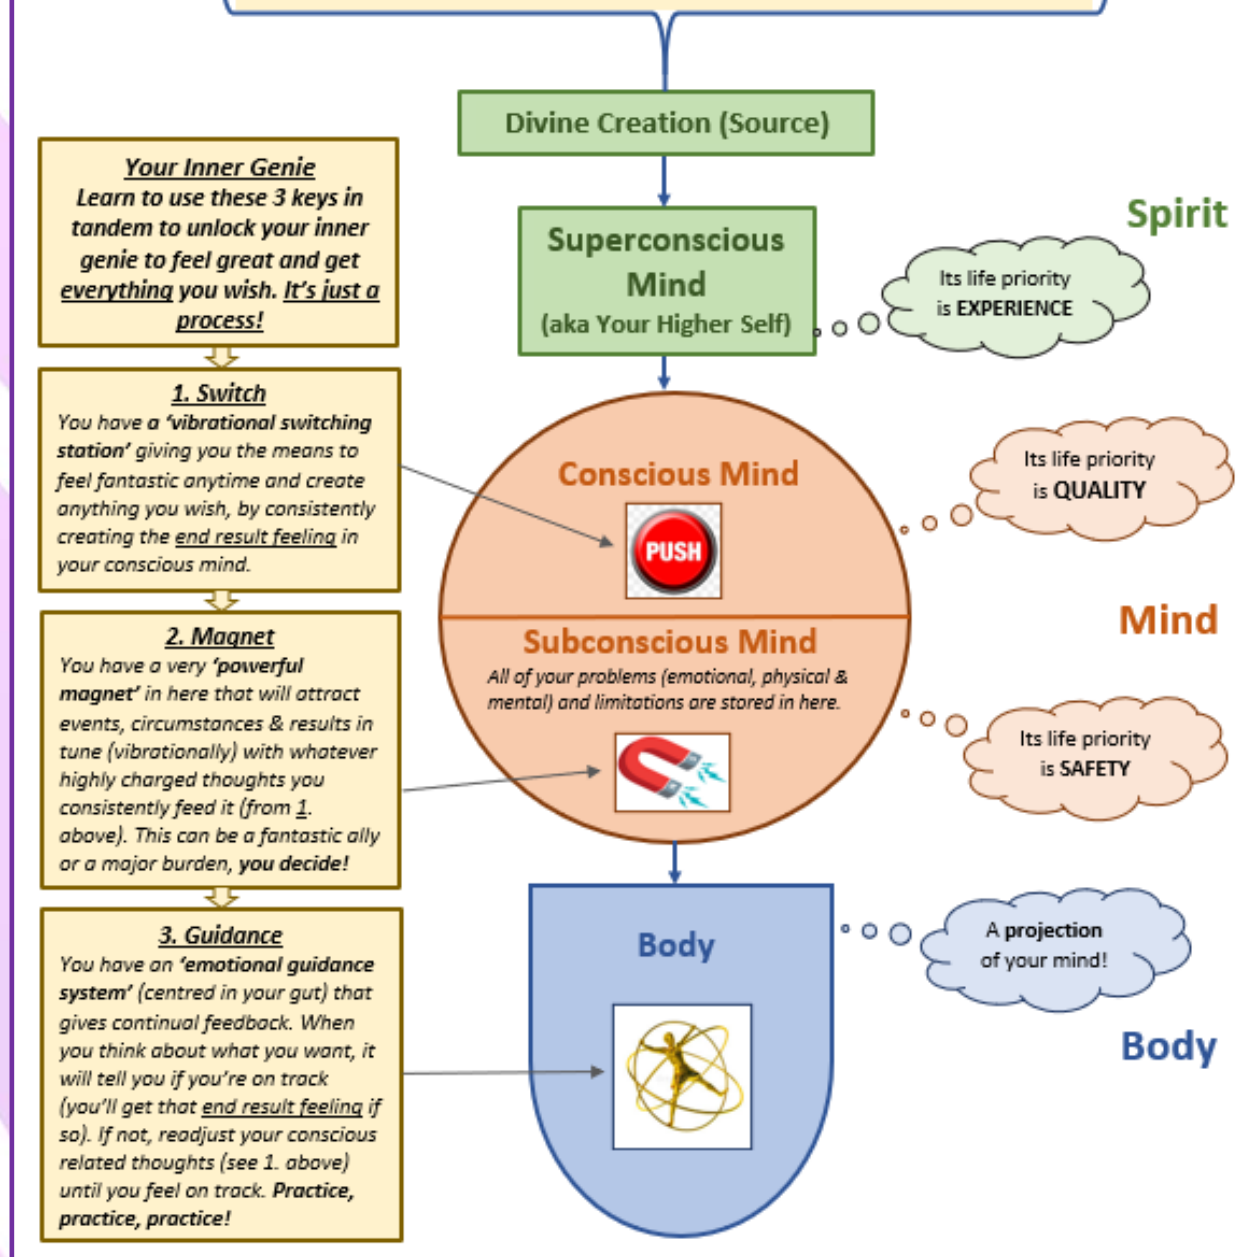 Divine Creation (Source)
Your Inner Genie
Learn to use these 3 keys in
tandem to unlock your inner
genie to feel great and get
everything you wish. It's just a
process!
Superconscious
Mind
(aka Your Higher Self)
Spirit
Its life priority
is EXPERIENCE
1. Switch
You have a 'vibrational switching
station' giving you the means to
feel fantastic anytime and create
anything you wish, by consistently
creating the end result feeling in
your conscious mind.
Conscious Mind
PUSH
Its life priority
is QUALITY
Mind
2. Magnet
You have a very 'powerful
magnet' in here that will attract
events, circumstances & results in
tune (vibrationally) with whatever
highly charged thoughts you
consistently feed it (from 1.
above). This can be a fantastic ally
or a major burden, you decide!
Subconscious Mind
All of your problems (emotional, physical &
mental) and limitations are stored in here.
Its life priority
is SAFETY
3. Guidance
You have an 'emotional guidance
system' (centred in your gut) that
gives continual feedback. When
you think about what you want, it
will tell you if you're on track
(you'll get that end result feeling if
so). If not, readjust your conscious
related thoughts (see 1. above)
until you feel on track. Practice,
practice, practice!
Body
A projection
of your mind!
Body